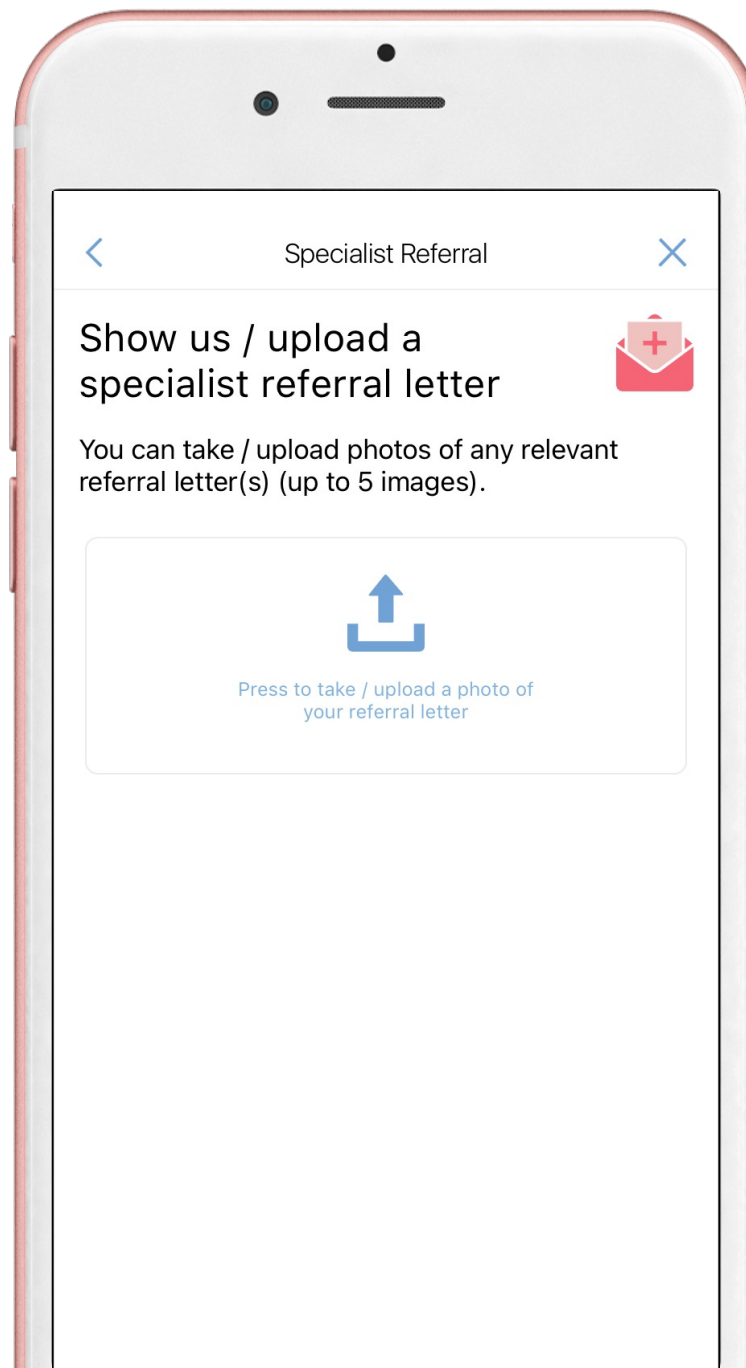 Specialist Referral
Show us / upload a
specialist referral letter
You can take / upload photos of any relevant
referral letter(s) (up to 5 images).
Press to take / upload a photo of
your referral letter